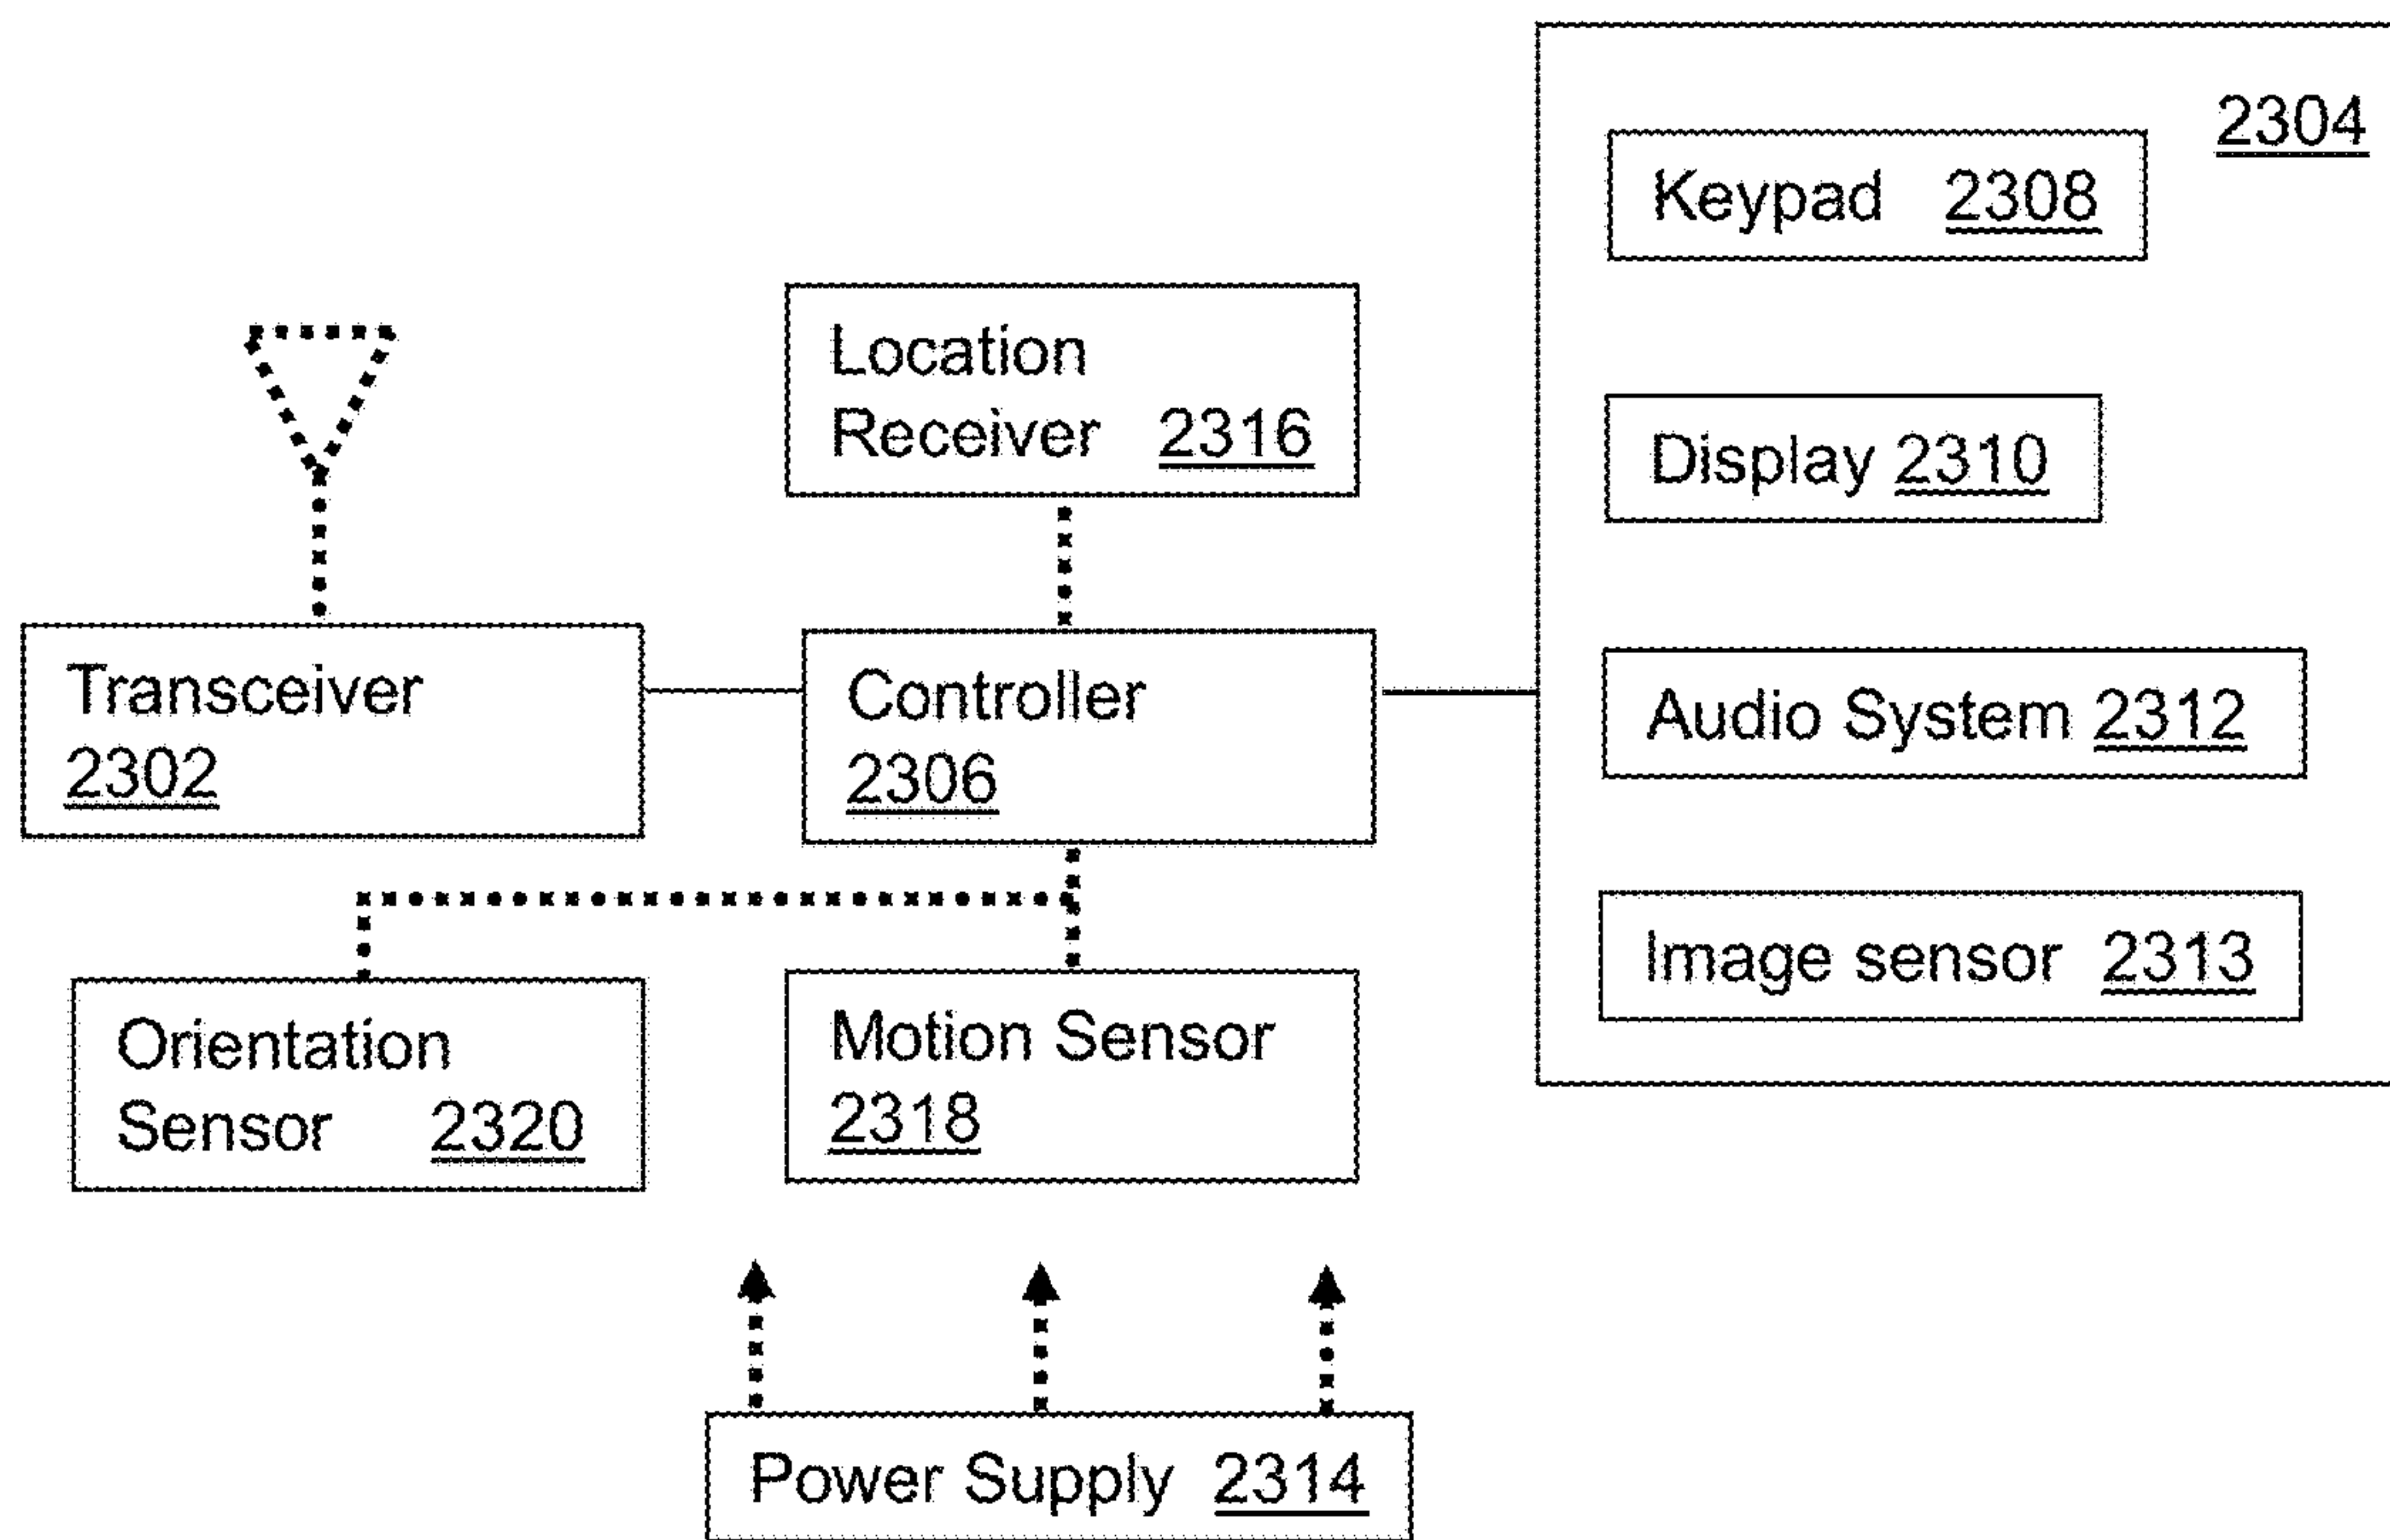 2304
Keypad 2308
Location
Receiver 2316
Display 2310
Transceiver
2302
Controller
2306
Audio System 2312
Image sensor 2313
Orientation
Sensor 2320
Motion Sensor
2318
Power Supply 2314